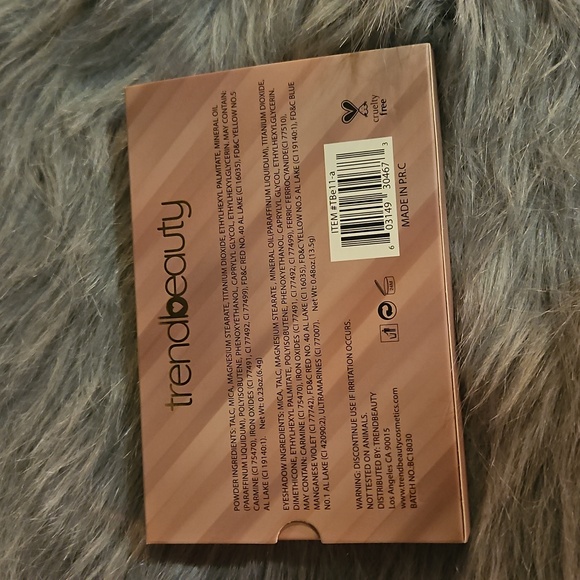 trendbeauty
POWDER INGREDIENTS: TALC, MICA, MAGNESIUM STEARATE, TITANIUM DIOXIDE, ETHYLHEXYL PALMITATE, MINERAL OIL
(PARAFFINUM LIQUIDUM), POLYISOBUTENE, PHENOXYETHANOL, CAPRYLYL GLYCOL, ETHYLHEXYLGLYCERIN. MAY CONTAIN:
CARMINE (CI 75470), IRON OXIDES (CI 77491, CI 77492, CI 77499), FD&C RED NO. 40 AL LAKE (CI 16035), FD&C YELLOW NO.5
AL LAKE (CI 19140:1). Net Wt: 0.23oz.(6.4g)
EYESHADOW INGREDIENTS: MICA, TALC, MAGNESIUM STEARATE, MINERAL OIL(PARAFFINUM LIQUIDUM), TITANIUM DIOXIDE,
DIMETHICONE, ETHYLHEXYL PALMITATE, POLYISOBUTENE, PHENOXYETHANOL, CAPRYLYL GLYCOL, ETHYLHEXYLGLYCERIN.
MAY CONTAIN: CARMINE (CI 75470), IRON OXIDES (CI 77491, CI 77492, CI 77499), FERRIC FERROCYANIDE(CI 77510),
MANGANESE VIOLET (CI 77742), FD&C RED NO. 40 AL LAKE (CI 16035), FD&C YELLOW NO.5 AL LAKE (CI 19140:1), FD&C BLUE
NO.1 AL LAKE (CI 42090:2), ULTRAMARINES (CI 77007). Net Wt: 0.48oz.(13.5g)
WARNING: DISCONTINUE USE IF IRRITATION OCCURS.
NOT TESTED ON ANIMALS.
DISTRIBUTED BY: TRENDBEAUTY
Los Angeles CA 90015
www.trendbeautycosmetics.com
BATCH NO.:BC18030
ITEM #TBe11-a
6 03149 30467 3
MADE IN P.R.C
cruelty
free